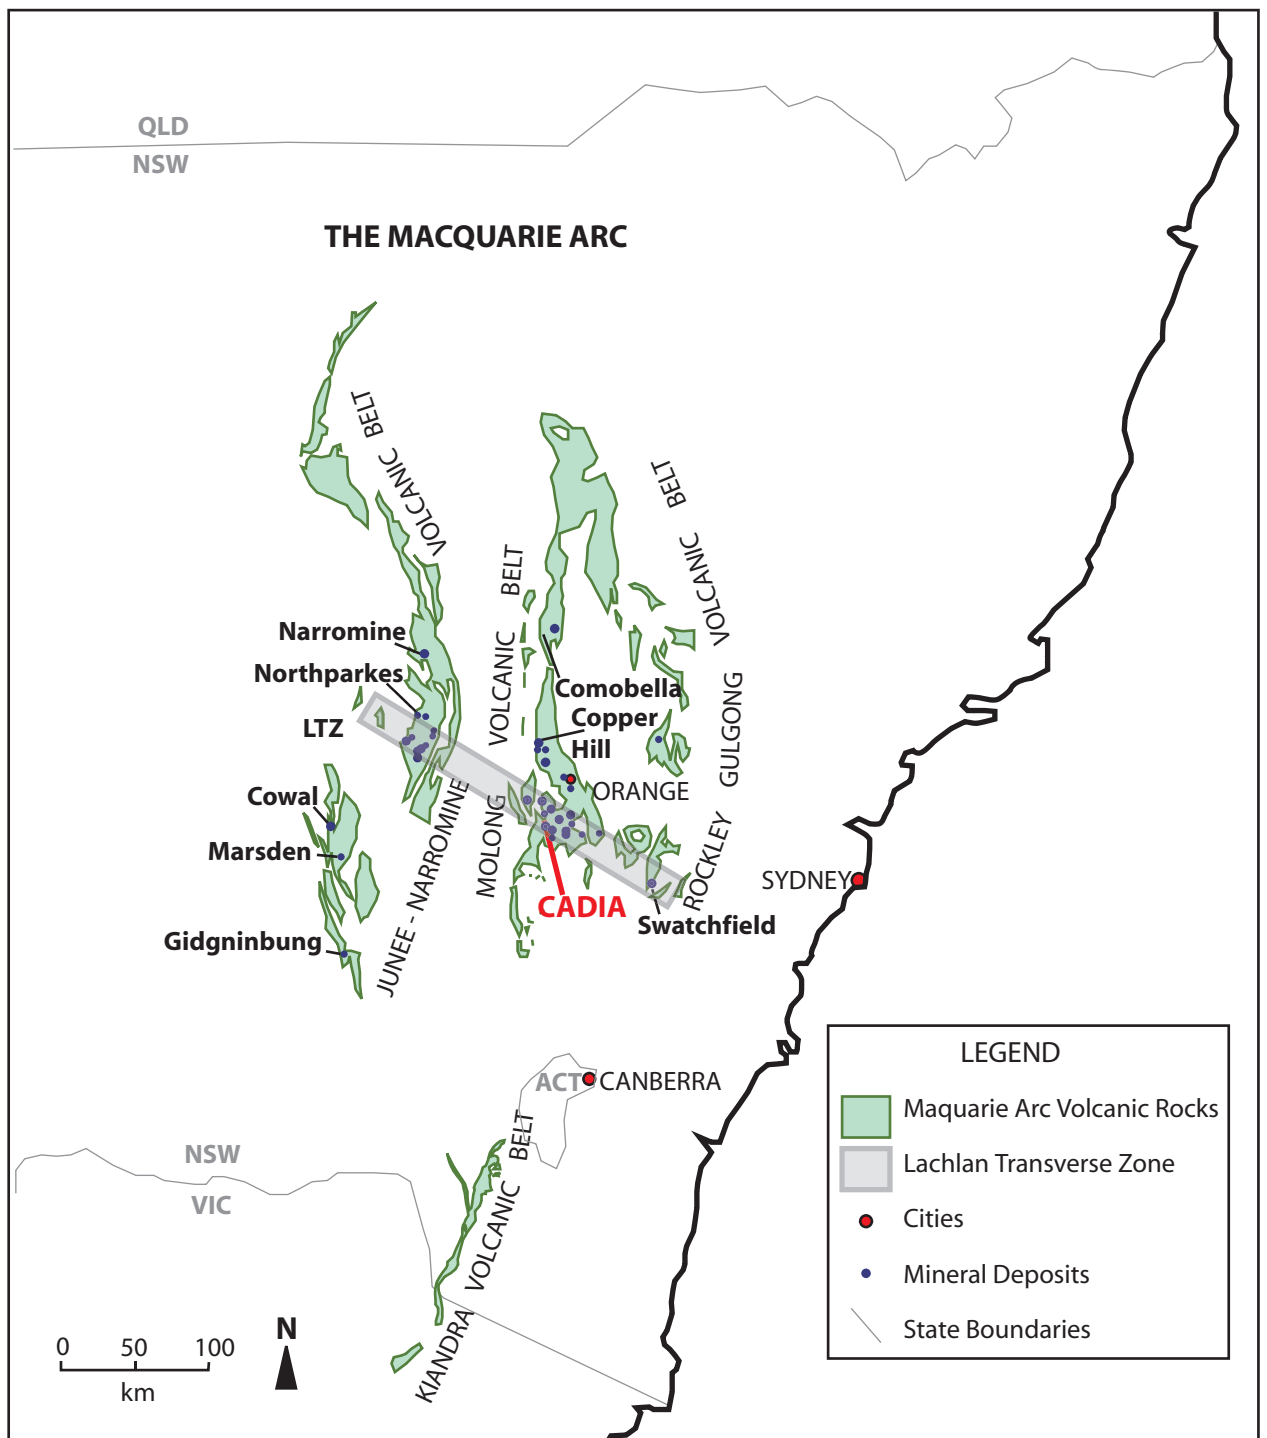 QLD
NSW
THE MACQUARIE ARC
JUNEE - NARROMINE VOLCANIC BELT
MOLONG VOLCANIC BELT
ROCKLEY GULGONG VOLCANIC BELT
Narromine
Northparkes
Comobella
Copper
Hill
LTZ
ORANGE
Cowal
Marsden
SYDNEY
CADIA
Swatchfield
Gidgninbung
ACT
CANBERRA
NSW
VIC
KIANDRA VOLCANIC BELT
LEGEND
Maquarie Arc Volcanic Rocks
Lachlan Transverse Zone
Cities
Mineral Deposits
State Boundaries
0 50 100
km
N